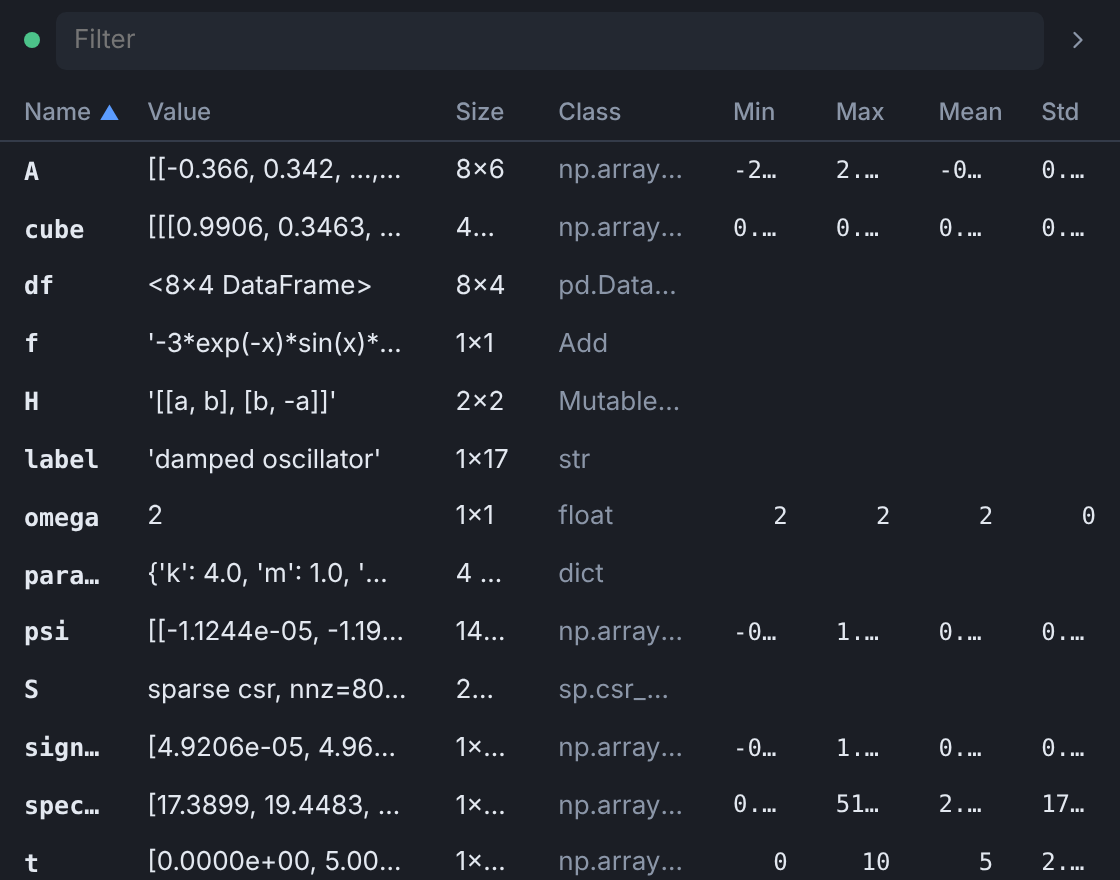 Filter
Name Value Size Class Min Max Mean Std
A [[-0.366, 0.342, ...,... 8×6 np.array... -2… 2.… -0… 0.…
cube [[[0.9906, 0.3463, ... 4... np.array... 0.… 0.… 0.… 0.…
df <8×4 DataFrame> 8×4 pd.Data...
f '-3*exp(-x)*sin(x)*... 1×1 Add
H '[[a, b], [b, -a]]' 2×2 Mutable...
label 'damped oscillator' 1×17 str
omega 2 1×1 float 2 2 2 0
para… {'k': 4.0, 'm': 1.0, '... 4 ... dict
psi [[-1.1244e-05, -1.19... 14... np.array... -0… 1.… 0.… 0.…
S sparse csr, nnz=80... 2... sp.csr_...
sign… [4.9206e-05, 4.96... 1×... np.array... -0… 1.… 0.… 0.…
spec… [17.3899, 19.4483, ... 1×... np.array... 0.… 51… 2.… 17…
t [0.0000e+00, 5.00... 1×... np.array... 0 10 5 2.…